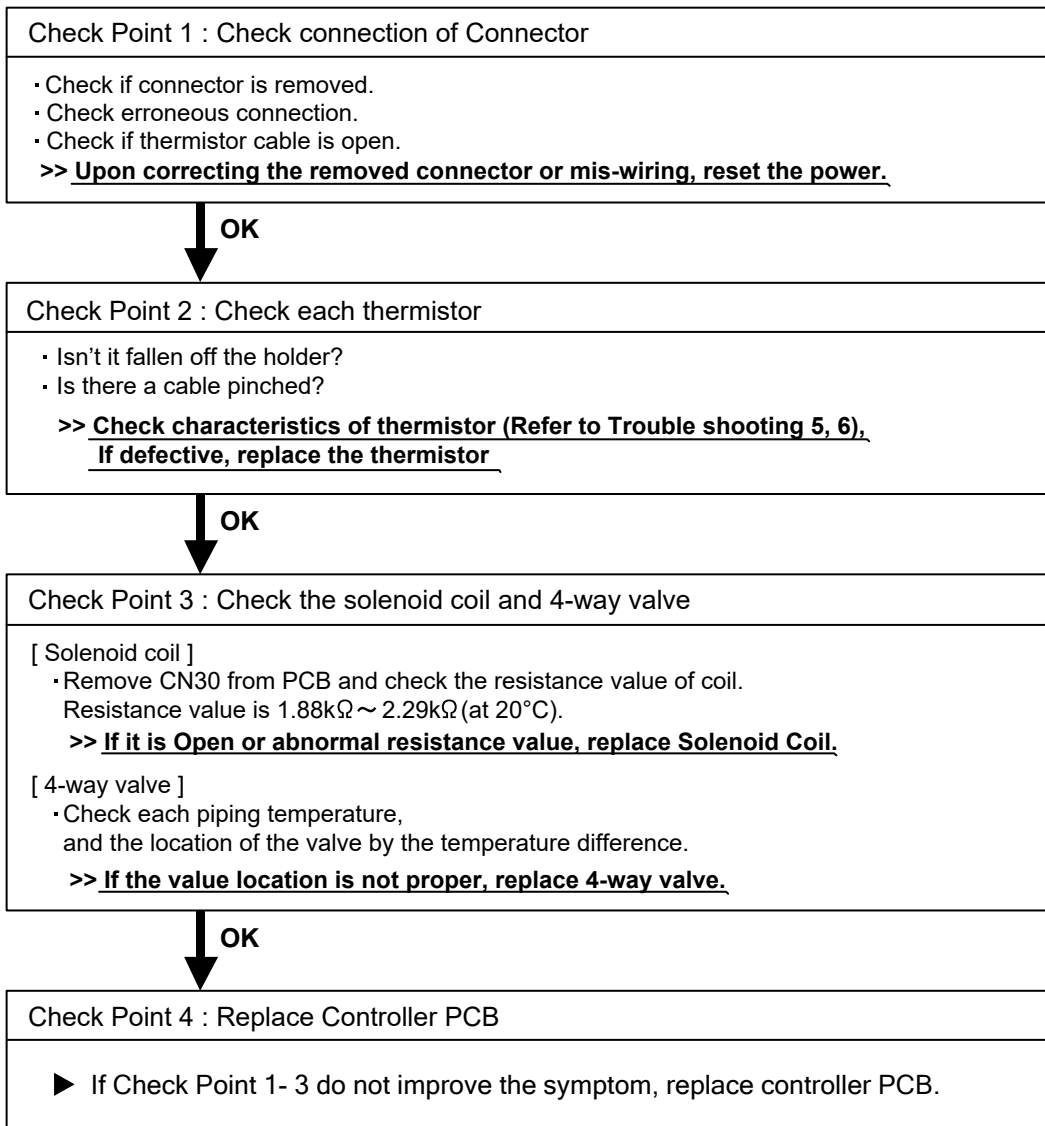 Check Point 1 : Check connection of Connector
· Check if connector is removed.
· Check erroneous connection.
· Check if thermistor cable is open.
>> Upon correcting the removed connector or mis-wiring, reset the power.
OK
Check Point 2 : Check each thermistor
· Isn't it fallen off the holder?
· Is there a cable pinched?
>> Check characteristics of thermistor (Refer to Trouble shooting 5, 6),
If defective, replace the thermistor
OK
Check Point 3 : Check the solenoid coil and 4-way valve
[ Solenoid coil ]
· Remove CN30 from PCB and check the resistance value of coil.
Resistance value is 1.88kΩ～2.29kΩ(at 20°C).
>> If it is Open or abnormal resistance value, replace Solenoid Coil.
[ 4-way valve ]
· Check each piping temperature,
and the location of the valve by the temperature difference.
>> If the value location is not proper, replace 4-way valve.
OK
Check Point 4 : Replace Controller PCB
▶ If Check Point 1- 3 do not improve the symptom, replace controller PCB.